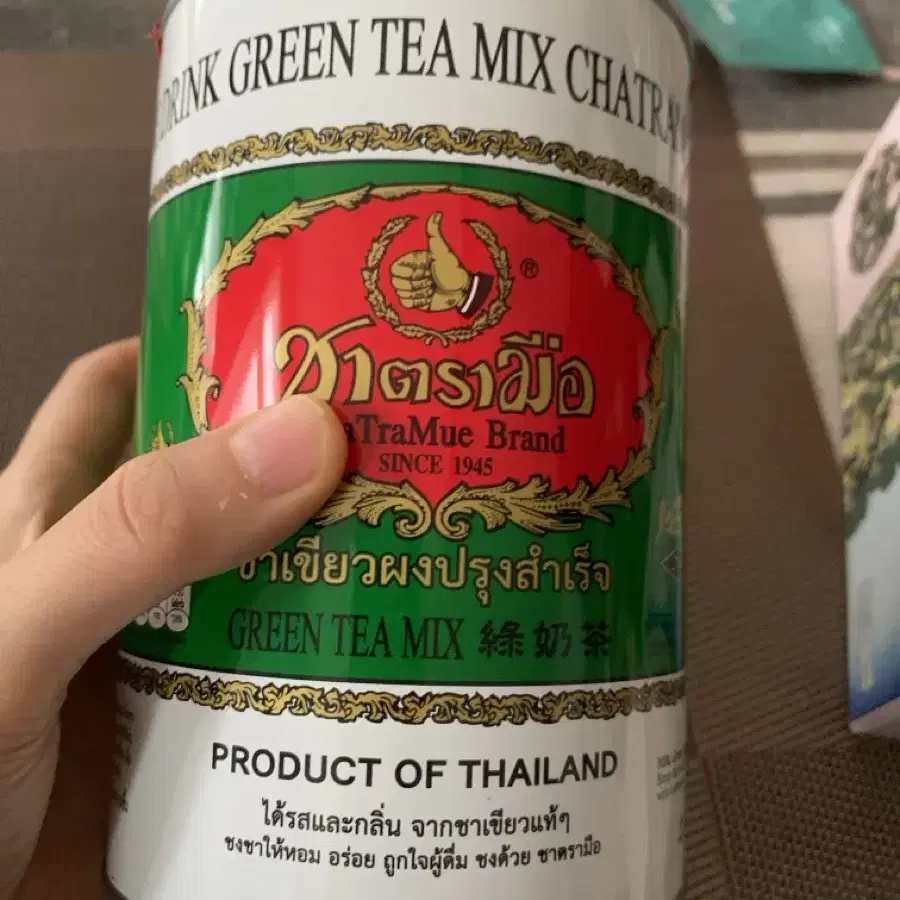 DRINK GREEN TEA MIX CHATRA
®
ชาตรามือ
aTraMue Brand
SINCE 1945
ชาเขียวผงปรุงสำเร็จ
GREEN TEA MIX 綠奶茶
PRODUCT OF THAILAND
ได้รสและกลิ่น จากชาเขียวแท้ๆ
ชงชาให้หอม อร่อย ถูกใจผู้ดื่ม ชงด้วย ชาตรามือ